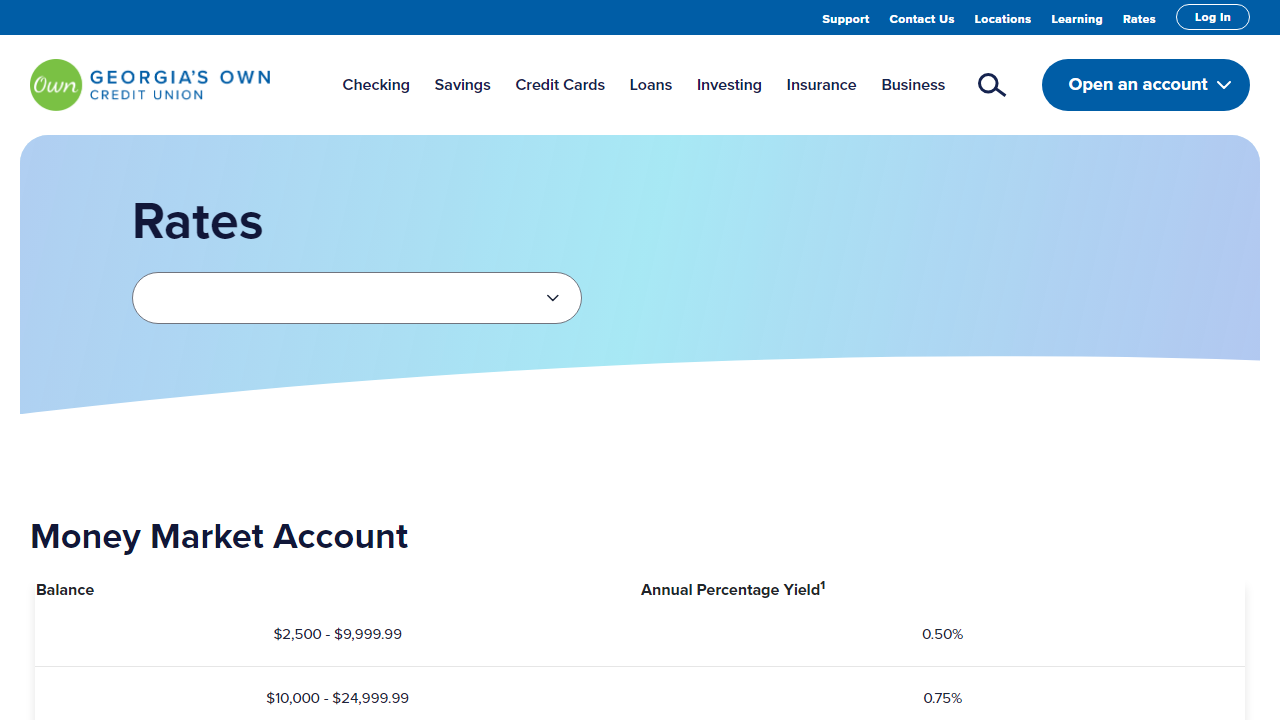 Support Contact Us Locations Learning Rates Log In
Own GEORGIA'S OWN
CREDIT UNION
Checking Savings Credit Cards Loans Investing Insurance Business Open an account
Rates
Money Market Account
Balance Annual Percentage Yield¹
$2,500 - $9,999.99 0.50%
$10,000 - $24,999.99 0.75%